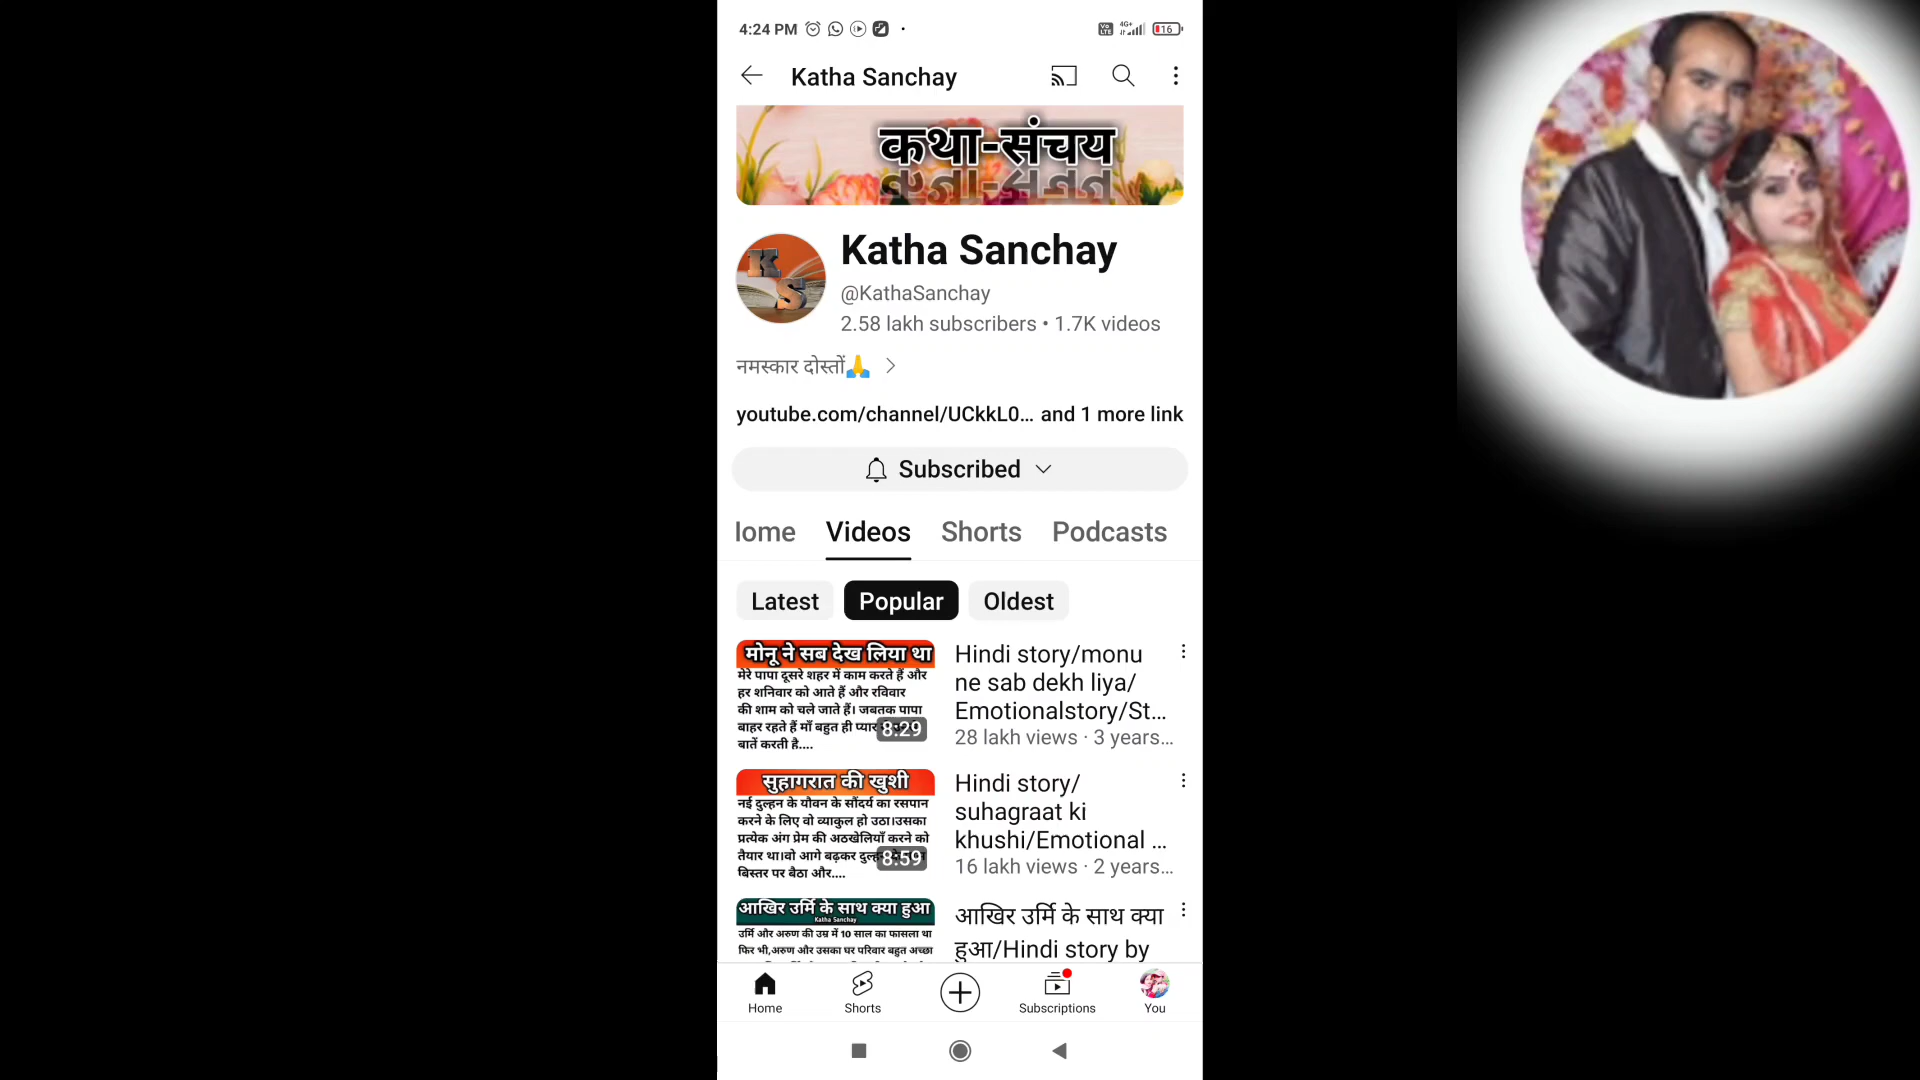 4:24 PM
Vo LTE
4G+
16
Katha Sanchay
कथा-संचय
KS
Katha Sanchay
@KathaSanchay
2.58 lakh subscribers • 1.7K videos
नमस्कार दोस्तों🙏 >
youtube.com/channel/UCkkL0... and 1 more link
Subscribed
lome Videos Shorts Podcasts
Latest Popular Oldest
मोनू ने सब देख लिया था
मेरे पापा दूसरे शहर में काम करते हैं और
हर शनिवार को आते हैं और रविवार
की शाम को चले जाते हैं। जबतक पापा
बाहर रहते हैं माँ बहुत ही प्यार
बातें करती है....
8:29
Hindi story/monu
ne sab dekh liya/
Emotionalstory/St...
28 lakh views · 3 years...
सुहागरात की खुशी
नई दुल्हन के यौवन के सौंदर्य का रसपान
करने के लिए वो व्याकुल हो उठा।उसका
प्रत्येक अंग प्रेम की अठखेलियाँ करने को
तैयार था।वो आगे बढ़कर
बिस्तर पर बैठा और....
8:59
Hindi story/
suhagraat ki
khushi/Emotional ...
16 lakh views · 2 years...
आखिर उर्मि के साथ क्या हुआ
Katha Sanchay
उर्मि और अरुण की उम्र में 10 साल का फासला था
फिर भी,अरुण और उसका घर परिवार बहुत अच्छा
आखिर उर्मि के साथ क्या
हुआ/Hindi story by
Home Shorts Subscriptions You